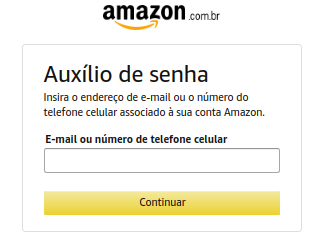 amazon.com.br
Auxílio de senha
Insira o endereço de e-mail ou o número do
telefone celular associado à sua conta Amazon.
E-mail ou número de telefone celular
Continuar